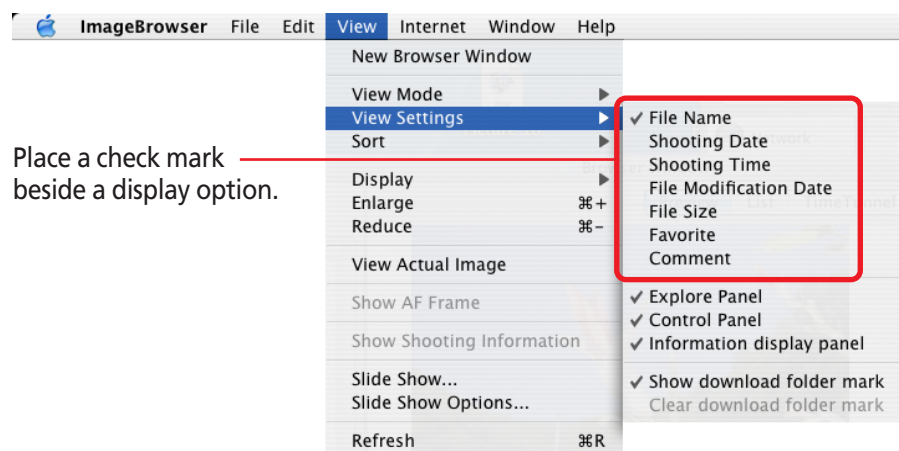 ImageBrowser File Edit View Internet Window Help
New Browser Window
View Mode
View Settings
Sort
Display
Enlarge ⌘+
Reduce ⌘–
View Actual Image
Show AF Frame
Show Shooting Information
Slide Show...
Slide Show Options...
Refresh ⌘R
✓ File Name
Shooting Date
Shooting Time
File Modification Date
File Size
Favorite
Comment
✓ Explore Panel
✓ Control Panel
✓ Information display panel
✓ Show download folder mark
Clear download folder mark
Place a check mark
beside a display option.
List TimeTunnel